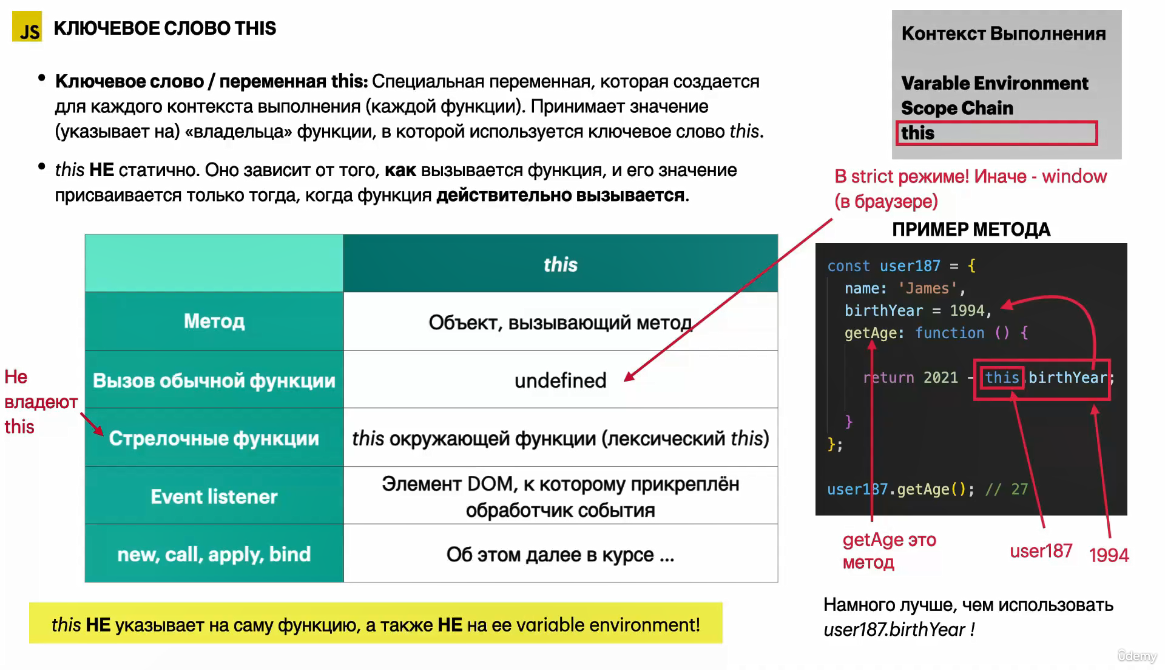 JS КЛЮЧЕВОЕ СЛОВО THIS
• Ключевое слово / переменная this: Специальная переменная, которая создается
для каждого контекста выполнения (каждой функции). Принимает значение
(указывает на) «владельца» функции, в которой используется ключевое слово this.
• this НЕ статично. Оно зависит от того, как вызывается функция, и его значение
присваивается только тогда, когда функция действительно вызывается.
Контекст Выполнения
Varable Environment
Scope Chain
this
В strict режиме! Иначе - window
(в браузере)
this
Метод
Объект, вызывающий метод
Вызов обычной функции
undefined
Стрелочные функции
this окружающей функции (лексический this)
Event listener
Элемент DOM, к которому прикреплён
обработчик события
new, call, apply, bind
Об этом далее в курсе ...
Не
владеют
this
this НЕ указывает на саму функцию, а также НЕ на ее variable environment!
ПРИМЕР МЕТОДА
const user187 = {
name: 'James',
birthYear = 1994,
getAge: function () {
return 2021 - this.birthYear;
}
};
user187.getAge(); // 27
getAge это
метод
user187
1994
Намного лучше, чем использовать
user187.birthYear !
ûdemy